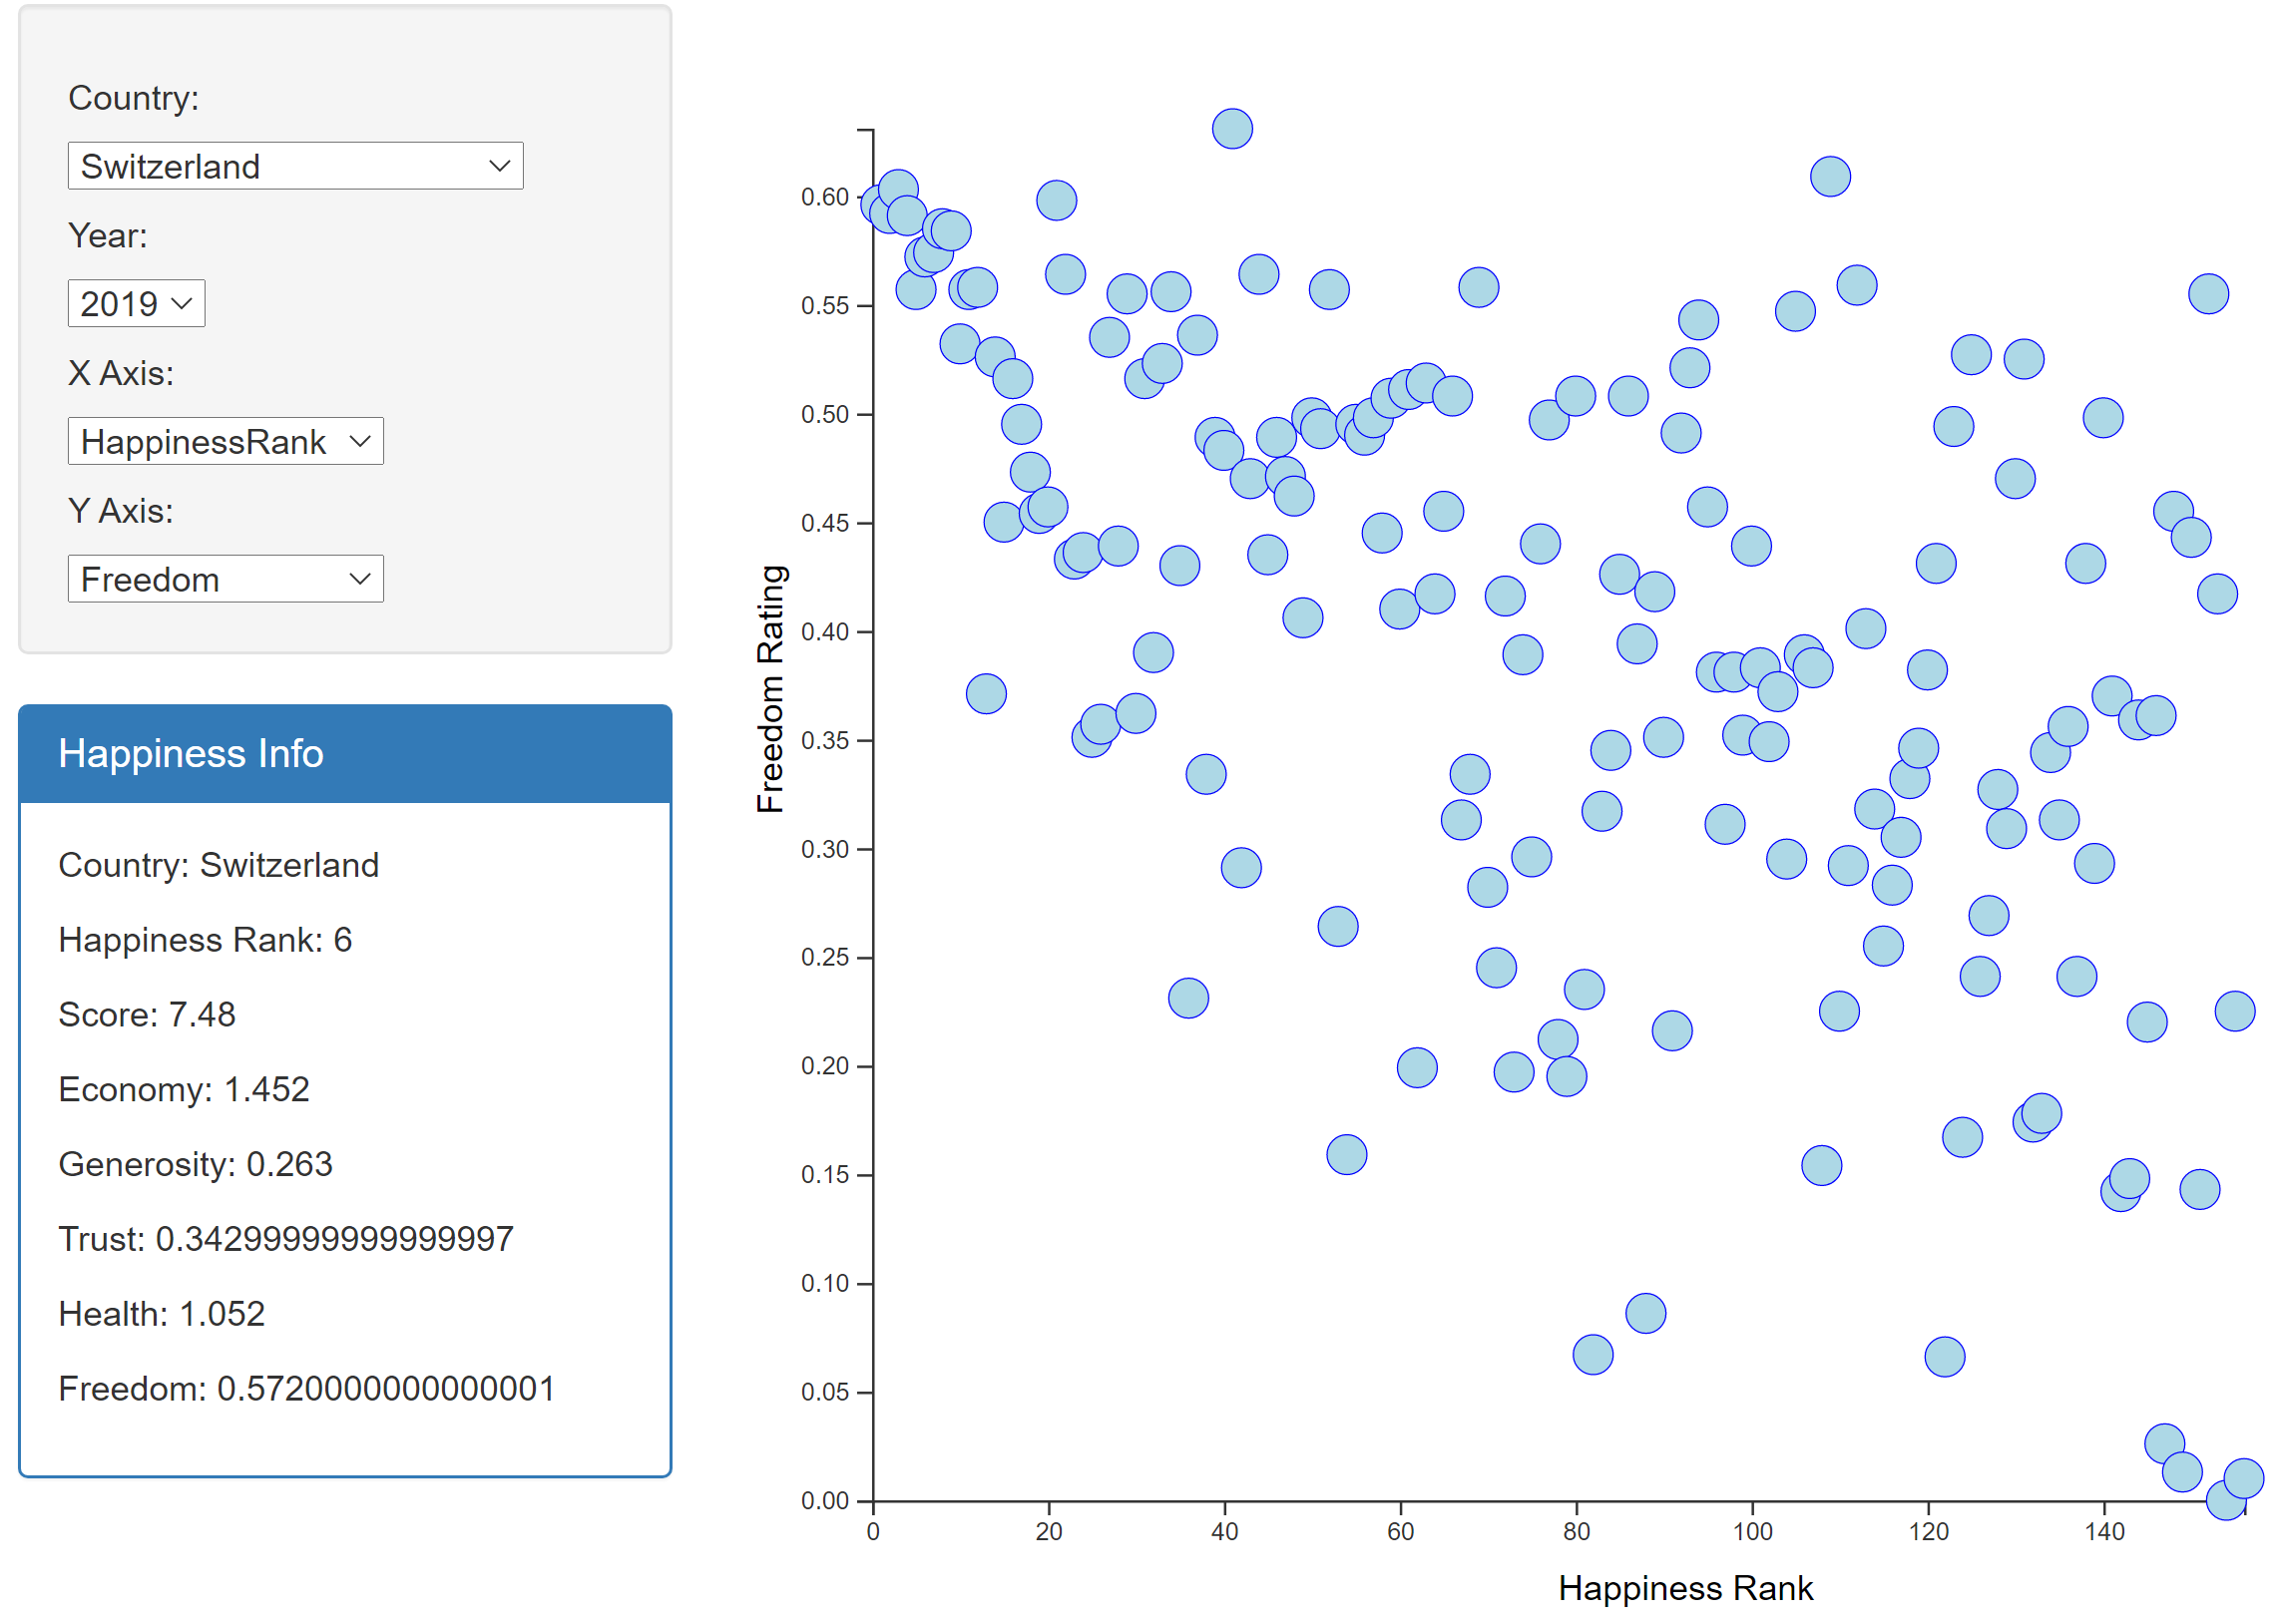 Country:
Switzerland
Year:
2019
X Axis:
HappinessRank
Y Axis:
Freedom
Happiness Info
Country: Switzerland
Happiness Rank: 6
Score: 7.48
Economy: 1.452
Generosity: 0.263
Trust: 0.34299999999999997
Health: 1.052
Freedom: 0.5720000000000001
Freedom Rating
0.60
0.55
0.50
0.45
0.40
0.35
0.30
0.25
0.20
0.15
0.10
0.05
0.00
0 20 40 60 80 100 120 140
Happiness Rank